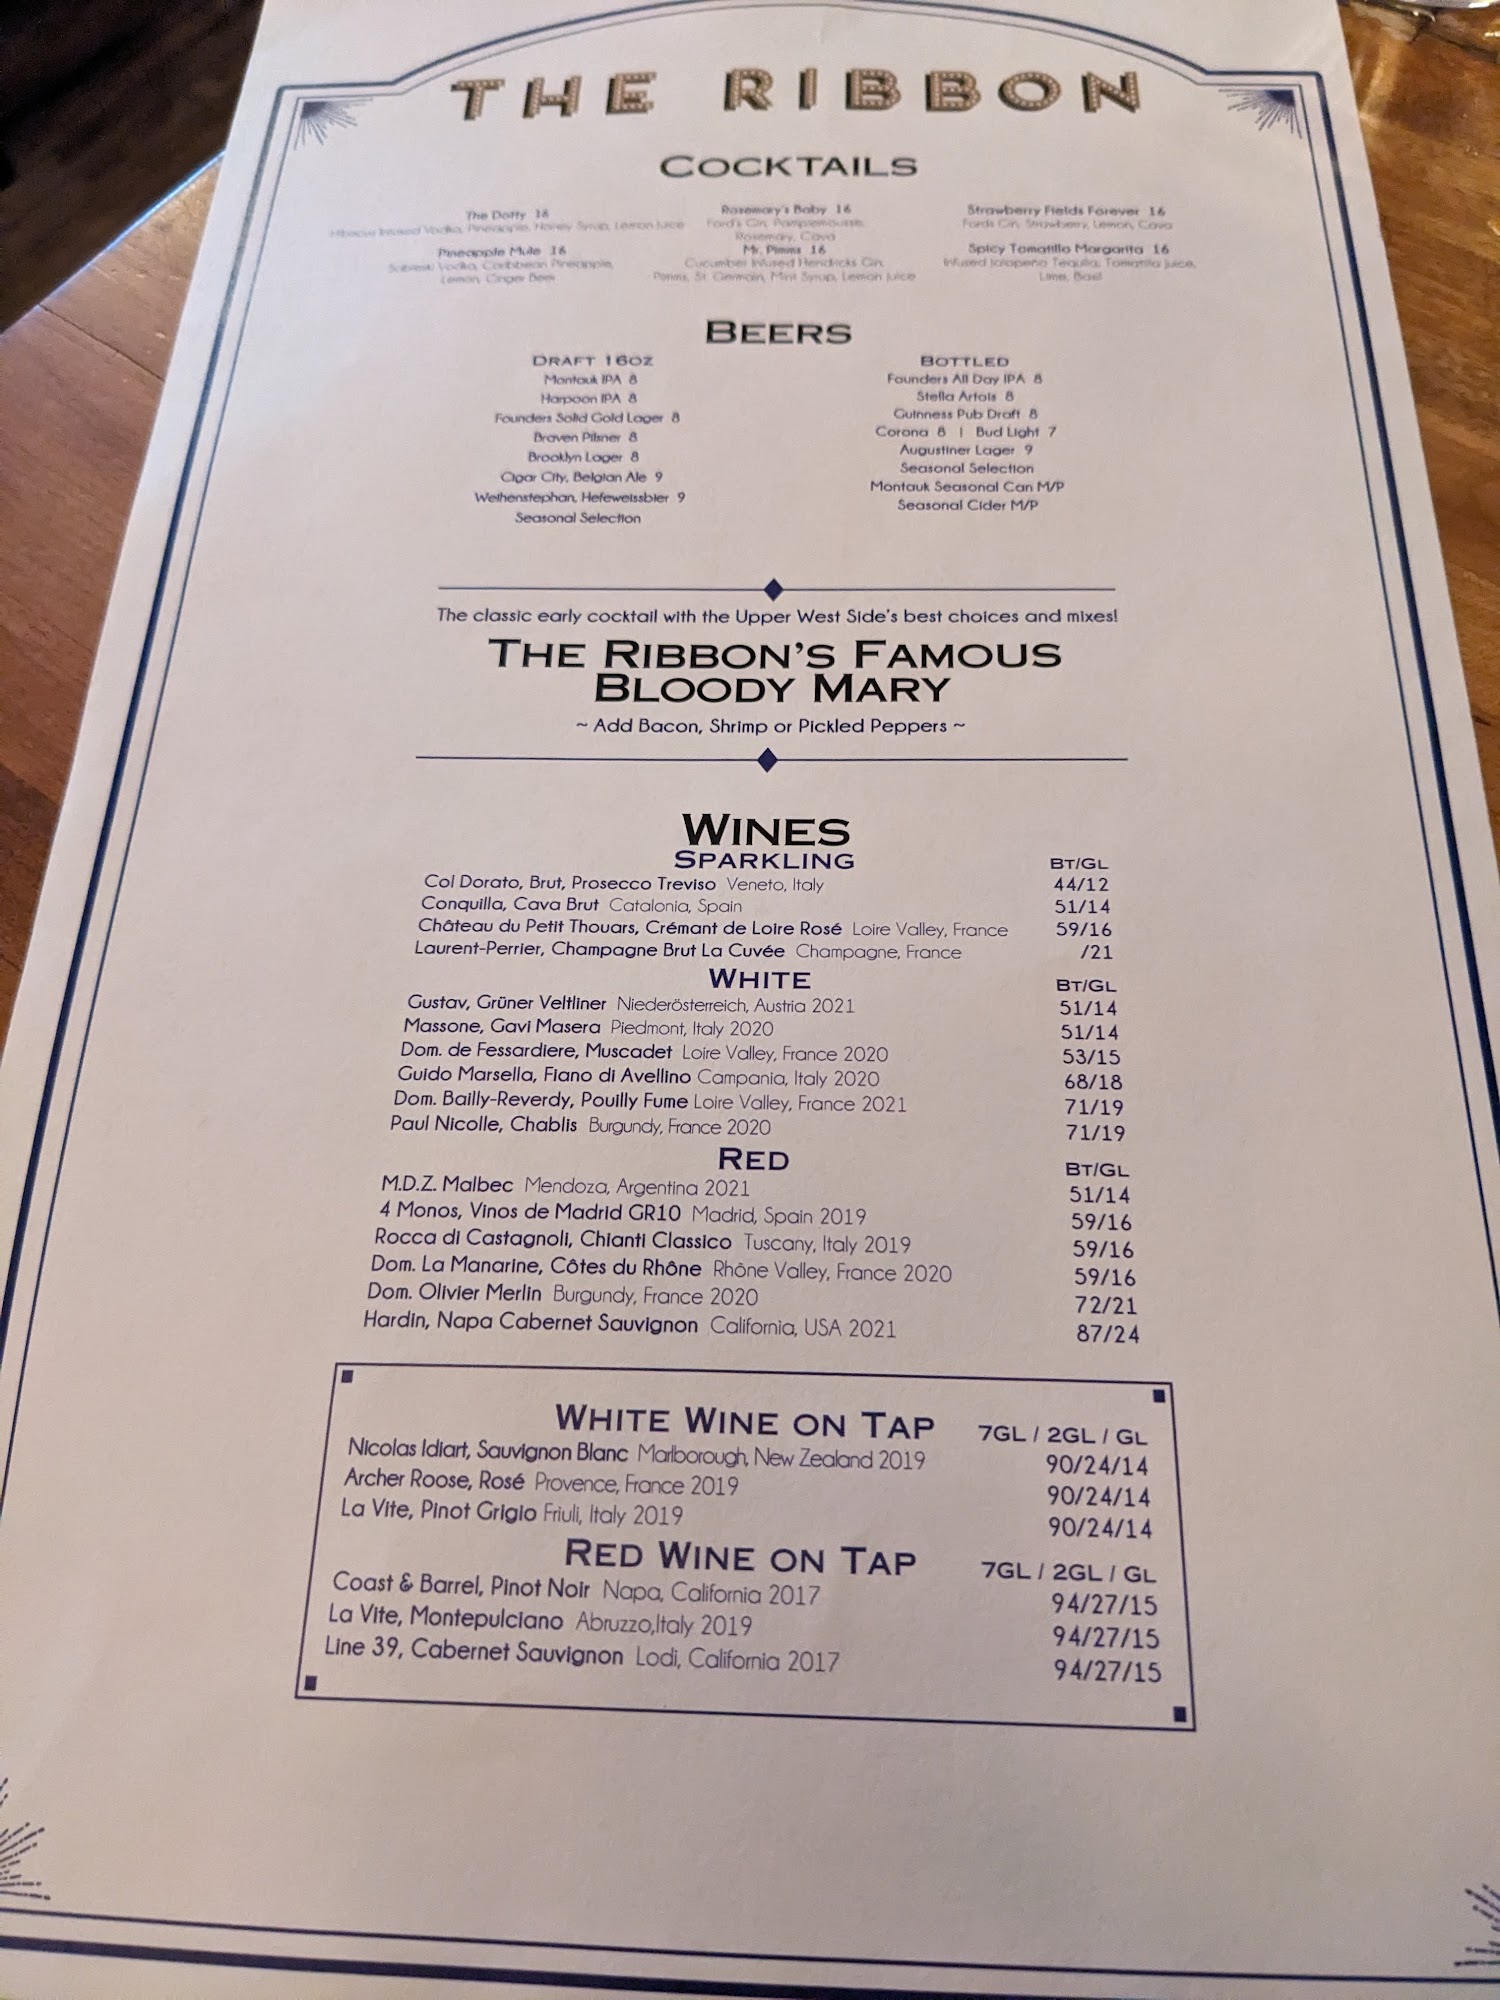 THE RIBBON
COCKTAILS
The Dotty 16
Hibiscus Infused Vodka, Pineapple, Honey Syrup, Lemon Juice
Pineapple Mule 16
Sobieski Vodka, Caribbean Pineapple,
Lemon, Ginger Beer
Rosemary's Baby 16
Ford's Gin, Pamplemousse,
Rosemary, Cava
Mr. Pimms 16
Cucumber Infused Hendricks Gin,
Pimms, St. Germain, Mint Syrup, Lemon Juice
Strawberry Fields Forever 16
Fords Gin, Strawberry, Lemon, Cava
Spicy Tomatillo Margarita 16
Infused Jalapeno Tequila, Tomatillo Juice,
Lime, Basil
BEERS
DRAFT 16OZ
Montauk IPA 8
Harpoon IPA 8
Founders Solid Gold Lager 8
Braven Pilsner 8
Brooklyn Lager 8
Cigar City, Belgian Ale 9
Weihenstephan, Hefeweissbier 9
Seasonal Selection
BOTTLED
Founders All Day IPA 8
Stella Artois 8
Guinness Pub Draft 8
Corona 8 | Bud Light 7
Augustiner Lager 9
Seasonal Selection
Montauk Seasonal Can M/P
Seasonal Cider M/P
The classic early cocktail with the Upper West Side's best choices and mixes!
THE RIBBON'S FAMOUS
BLOODY MARY
~ Add Bacon, Shrimp or Pickled Peppers ~
WINES
SPARKLING BT/GL
Col Dorato, Brut, Prosecco Treviso Veneto, Italy 44/12
Conquilla, Cava Brut Catalonia, Spain 51/14
Château du Petit Thouars, Crémant de Loire Rosé Loire Valley, France 59/16
Laurent-Perrier, Champagne Brut La Cuvée Champagne, France /21
WHITE BT/GL
Gustav, Grüner Veltliner Niederösterreich, Austria 2021 51/14
Massone, Gavi Masera Piedmont, Italy 2020 51/14
Dom. de Fessardiere, Muscadet Loire Valley, France 2020 53/15
Guido Marsella, Fiano di Avellino Campania, Italy 2020 68/18
Dom. Bailly-Reverdy, Pouilly Fume Loire Valley, France 2021 71/19
Paul Nicolle, Chablis Burgundy, France 2020 71/19
RED BT/GL
M.D.Z. Malbec Mendoza, Argentina 2021 51/14
4 Monos, Vinos de Madrid GR10 Madrid, Spain 2019 59/16
Rocca di Castagnoli, Chianti Classico Tuscany, Italy 2019 59/16
Dom. La Manarine, Côtes du Rhône Rhône Valley, France 2020 59/16
Dom. Olivier Merlin Burgundy, France 2020 72/21
Hardin, Napa Cabernet Sauvignon California, USA 2021 87/24
WHITE WINE ON TAP 7GL / 2GL / GL
Nicolas Idiart, Sauvignon Blanc Marlborough, New Zealand 2019 90/24/14
Archer Roose, Rosé Provence, France 2019 90/24/14
La Vite, Pinot Grigio Friuli, Italy 2019 90/24/14
RED WINE ON TAP 7GL / 2GL / GL
Coast & Barrel, Pinot Noir Napa, California 2017 94/27/15
La Vite, Montepulciano Abruzzo,Italy 2019 94/27/15
Line 39, Cabernet Sauvignon Lodi, California 2017 94/27/15